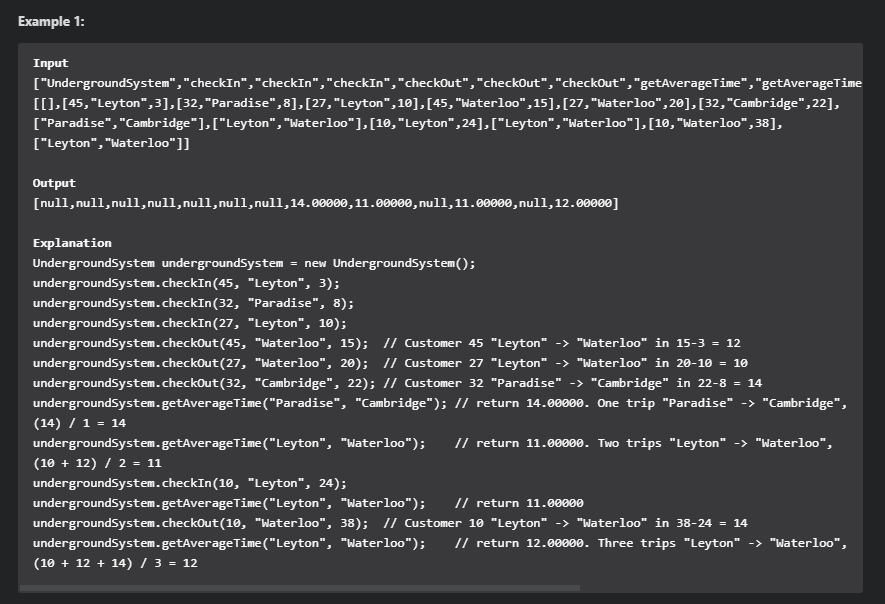 Example 1:
Input
["UndergroundSystem","checkIn","checkIn","checkIn","checkOut","checkOut","checkOut","getAverageTime","getAverageTime
[[],[45,"Leyton",3],[32,"Paradise",8],[27,"Leyton",10],[45,"Waterloo",15],[27,"Waterloo",20],[32,"Cambridge",22],
["Paradise","Cambridge"],["Leyton","Waterloo"],[10,"Leyton",24],["Leyton","Waterloo"],[10,"Waterloo",38],
["Leyton","Waterloo"]]
Output
[null,null,null,null,null,null,null,14.00000,11.00000,null,11.00000,null,12.00000]
Explanation
UndergroundSystem undergroundSystem = new UndergroundSystem();
undergroundSystem.checkIn(45, "Leyton", 3);
undergroundSystem.checkIn(32, "Paradise", 8);
undergroundSystem.checkIn(27, "Leyton", 10);
undergroundSystem.checkOut(45, "Waterloo", 15);  // Customer 45 "Leyton" -> "Waterloo" in 15-3 = 12
undergroundSystem.checkOut(27, "Waterloo", 20);  // Customer 27 "Leyton" -> "Waterloo" in 20-10 = 10
undergroundSystem.checkOut(32, "Cambridge", 22); // Customer 32 "Paradise" -> "Cambridge" in 22-8 = 14
undergroundSystem.getAverageTime("Paradise", "Cambridge"); // return 14.00000. One trip "Paradise" -> "Cambridge",
(14) / 1 = 14
undergroundSystem.getAverageTime("Leyton", "Waterloo");    // return 11.00000. Two trips "Leyton" -> "Waterloo",
(10 + 12) / 2 = 11
undergroundSystem.checkIn(10, "Leyton", 24);
undergroundSystem.getAverageTime("Leyton", "Waterloo");    // return 11.00000
undergroundSystem.checkOut(10, "Waterloo", 38);  // Customer 10 "Leyton" -> "Waterloo" in 38-24 = 14
undergroundSystem.getAverageTime("Leyton", "Waterloo");    // return 12.00000. Three trips "Leyton" -> "Waterloo",
(10 + 12 + 14) / 3 = 12